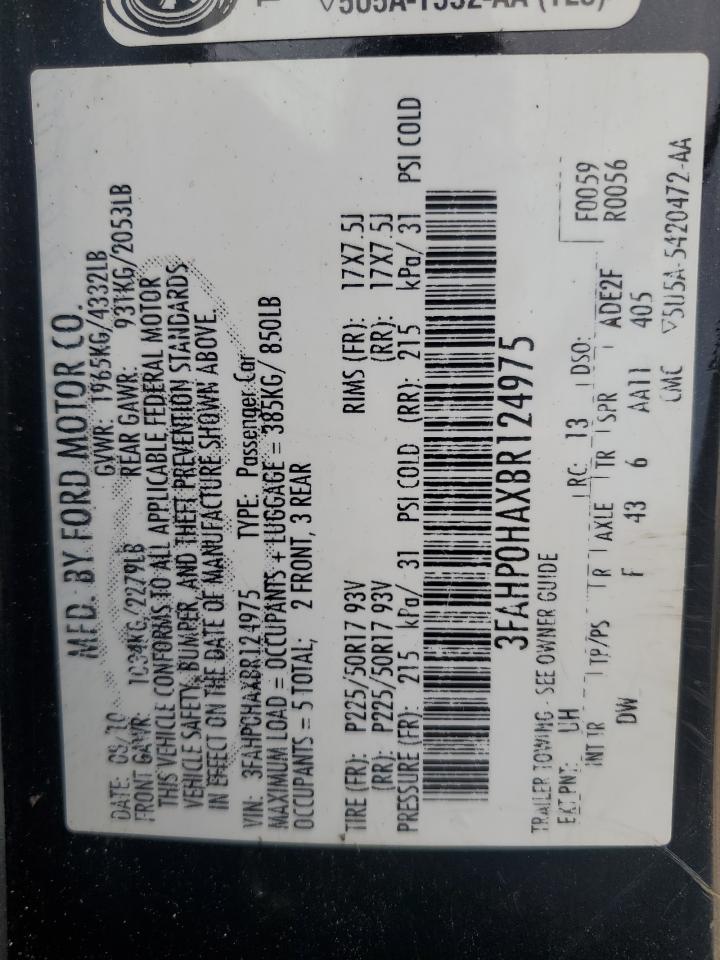 ▽5U5A-1532-AA (TLS)
MFD. BY FORD MOTOR CO.
DATE: 09/10 GVWR: 1965KG/4332LB
FRONT GAWR: 1034KG/2279LB REAR GAWR: 931KG/2053LB
THIS VEHICLE CONFORMS TO ALL APPLICABLE FEDERAL MOTOR
VEHICLE SAFETY, BUMPER, AND THEFT PREVENTION STANDARDS
IN EFFECT ON THE DATE OF MANUFACTURE SHOWN ABOVE.
VIN: 3FAHP0HAXBR124975 TYPE: Passenger Car
MAXIMUM LOAD = OCCUPANTS + LUGGAGE = 385KG/ 850LB
OCCUPANTS = 5 TOTAL; 2 FRONT, 3 REAR
TIRE (FR): P225/50R17 93V RIMS (FR): 17X7.5J
(RR): P225/50R17 93V (RR): 17X7.5J
PRESSURE (FR): 215 kPa/ 31 PSI COLD (RR): 215 kPa/ 31 PSI COLD
3FAHP0HAXBR124975
TRAILER TOWING - SEE OWNER GUIDE
EXT PNT: UH RC: 13 DSO: F0059
R0056
INT TR TP/PS R AXLE TR SPR ADE2F
DW F 43 6 AA11 405
CMC ▽5U5A-5420472-AA